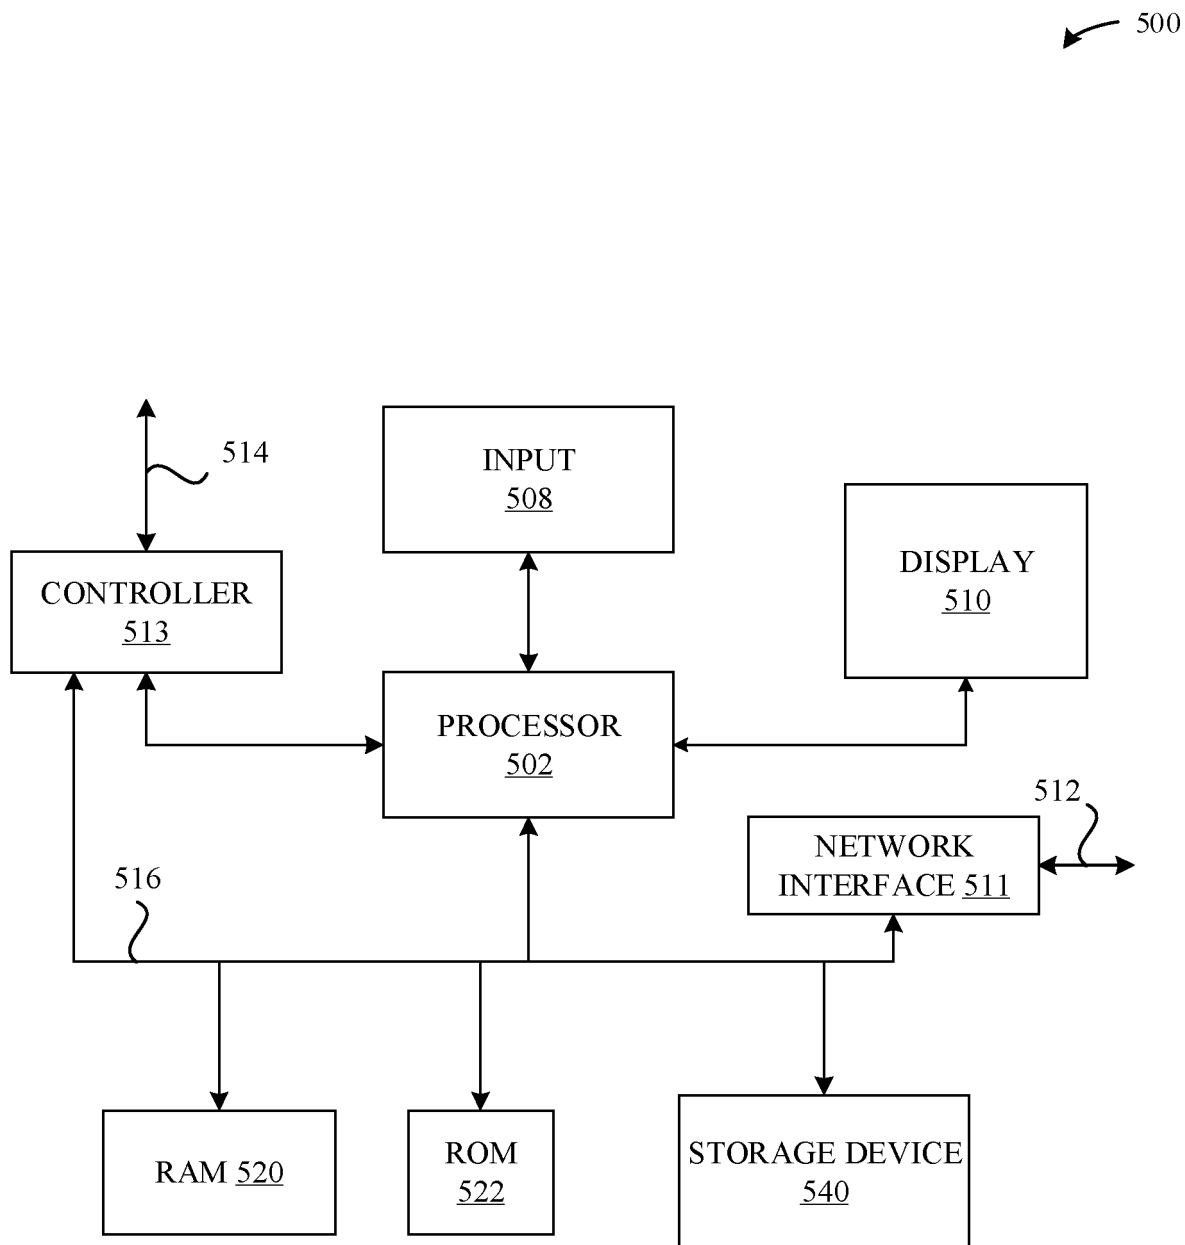 500
514
INPUT
508
DISPLAY
510
CONTROLLER
513
PROCESSOR
502
512
NETWORK
INTERFACE 511
516
RAM 520
ROM
522
STORAGE DEVICE
540